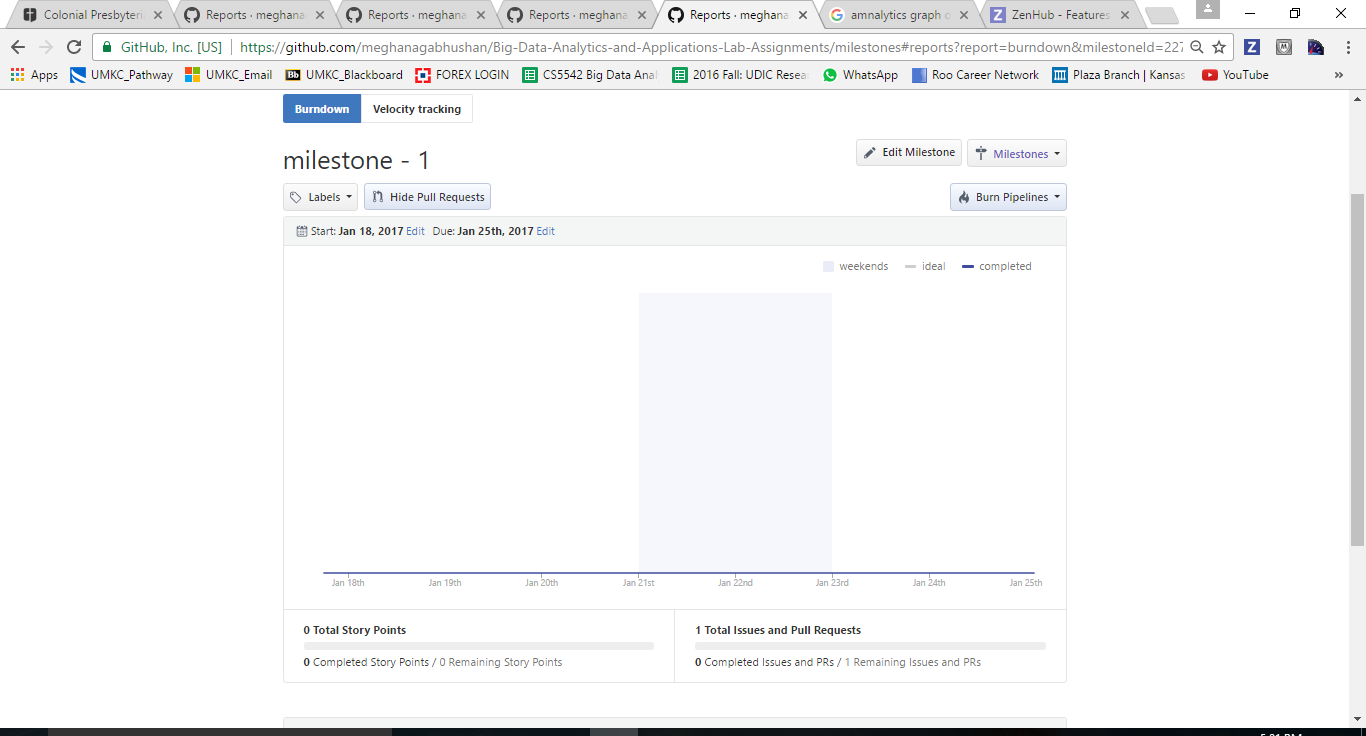 Colonial Presbyteri
Reports · meghana
Reports · meghana
Reports · meghana
Reports · meghana
amnalytics graph
ZenHub - Features
GitHub, Inc. [US] https://github.com/meghanagabhushan/Big-Data-Analytics-and-Applications-Lab-Assignments/milestones#reports?report=burndown&milestoneId=227
Apps UMKC_Pathway UMKC_Email Bb UMKC_Blackboard FOREX LOGIN CS5542 Big Data Anal 2016 Fall: UDIC Resea WhatsApp Roo Career Network Plaza Branch | Kansas YouTube »
Burndown Velocity tracking
milestone - 1
Edit Milestone Milestones
Labels Hide Pull Requests Burn Pipelines
Start: Jan 18, 2017 Edit Due: Jan 25th, 2017 Edit
weekends ideal completed
Jan 18th Jan 19th Jan 20th Jan 21st Jan 22nd Jan 23rd Jan 24th Jan 25th
0 Total Story Points
0 Completed Story Points / 0 Remaining Story Points
1 Total Issues and Pull Requests
0 Completed Issues and PRs / 1 Remaining Issues and PRs